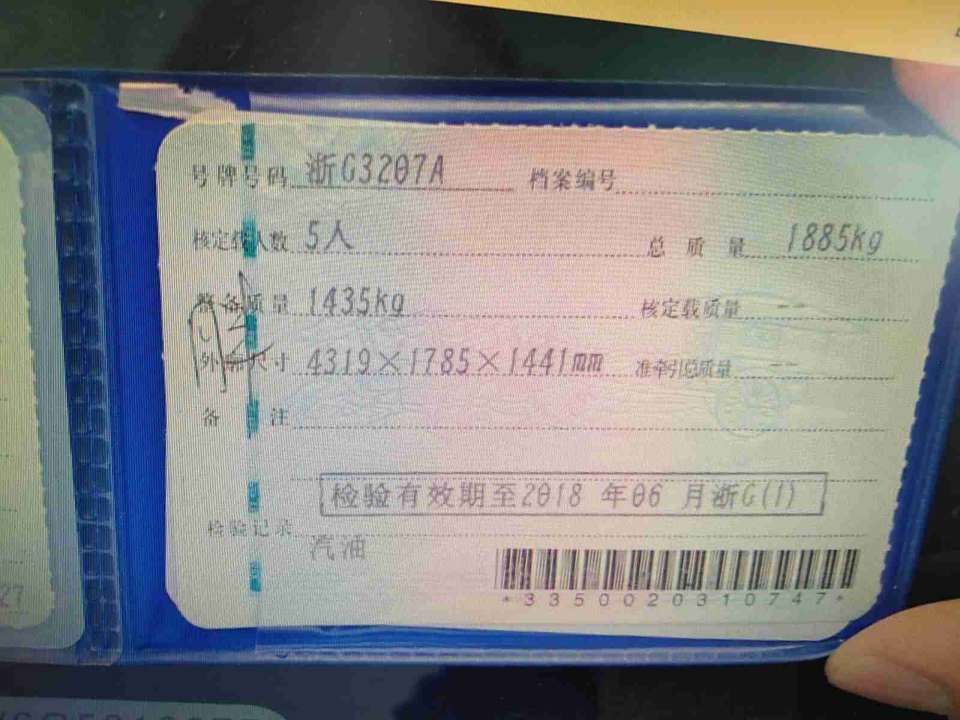 号牌号码 浙G3207A 档案编号
核定载人数 5人 总质量 1885kg
整备质量 1435kg 核定载质量 --
外廓尺寸 4319×1785×1441mm 准牵引总质量 --
备注
检验有效期至2018年06月浙G(1)
检验记录
汽油
*3350020310747*
27